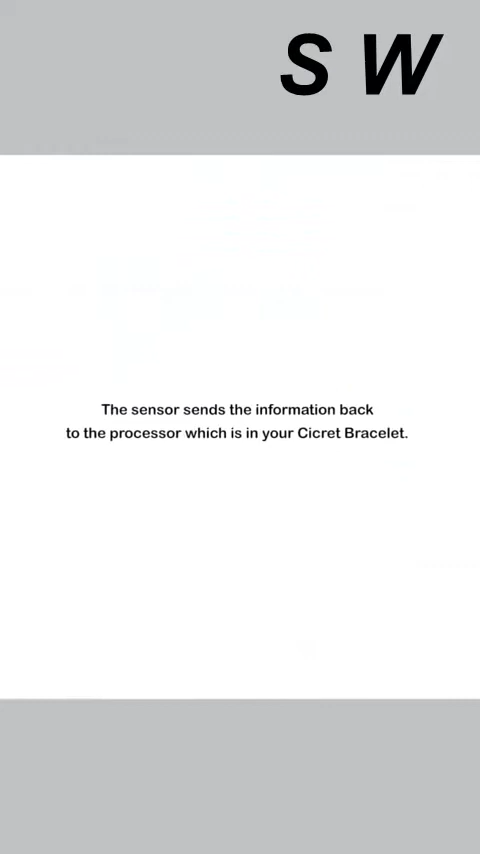 S W
The sensor sends the information back
to the processor which is in your Cicret Bracelet.